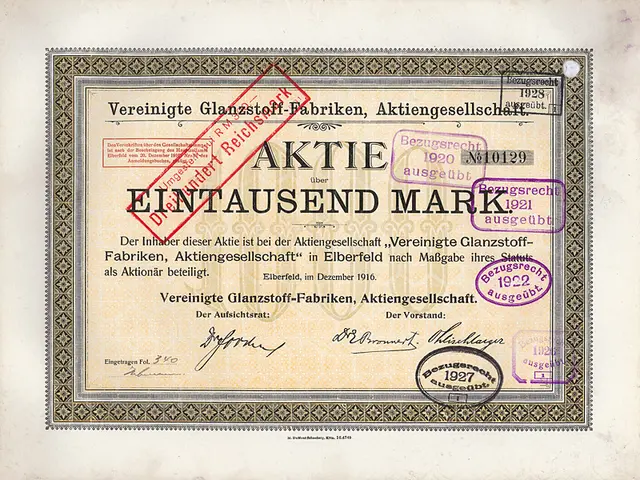 Vereinigte Glanzstoff-Fabriken, Aktiengesellschaft.
Bezugsrecht
1928
ausgeübt.
Dreihundert Reichsmark
AKTIE
über
№ 10129
Bezugsrecht
1920
ausgeübt
EINTAUSEND MARK.
Bezugsrecht
1921
ausgeübt
Der Inhaber dieser Aktie ist bei der Aktiengesellschaft „Vereinigte Glanzstoff-
Fabriken, Aktiengesellschaft“ in Elberfeld nach Maßgabe ihres Statuts
als Aktionär beteiligt.
Elberfeld, im Dezember 1916.
Bezugsrecht
1922
ausgeübt.
Vereinigte Glanzstoff-Fabriken, Aktiengesellschaft.
Der Aufsichtsrat:
Der Vorstand:
Eingetragen Fol. 340
Bezugsrecht
1927
ausgeübt.